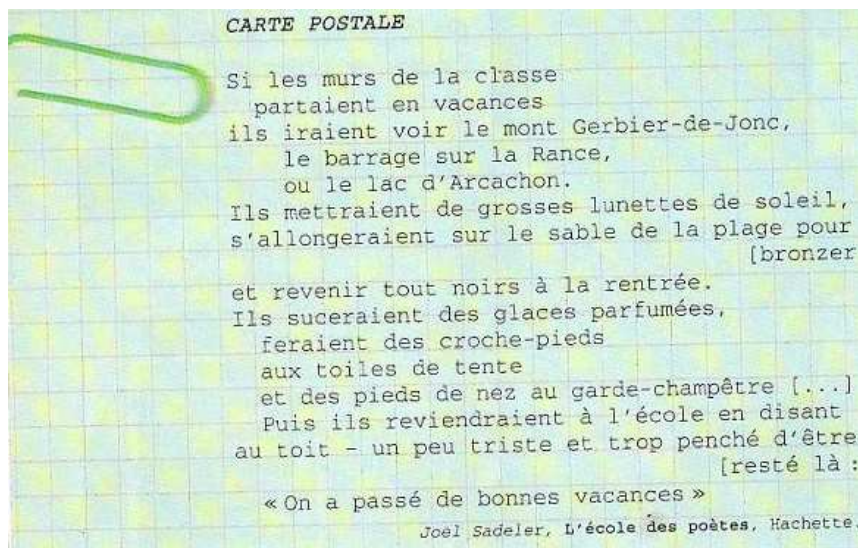 CARTE POSTALE
Si les murs de la classe
partaient en vacances
ils iraient voir le mont Gerbier-de-Jonc,
le barrage sur la Rance,
ou le lac d'Arcachon.
Ils mettraient de grosses lunettes de soleil,
s'allongeraient sur le sable de la plage pour
[bronzer
et revenir tout noirs à la rentrée.
Ils suceraient des glaces parfumées,
feraient des croche-pieds
aux toiles de tente
et des pieds de nez au garde-champêtre [...]
Puis ils reviendraient à l'école en disant
au toit - un peu triste et trop penché d'être
[resté là :
« On a passé de bonnes vacances »
Joël Sadeler, L'école des poètes, Hachette.